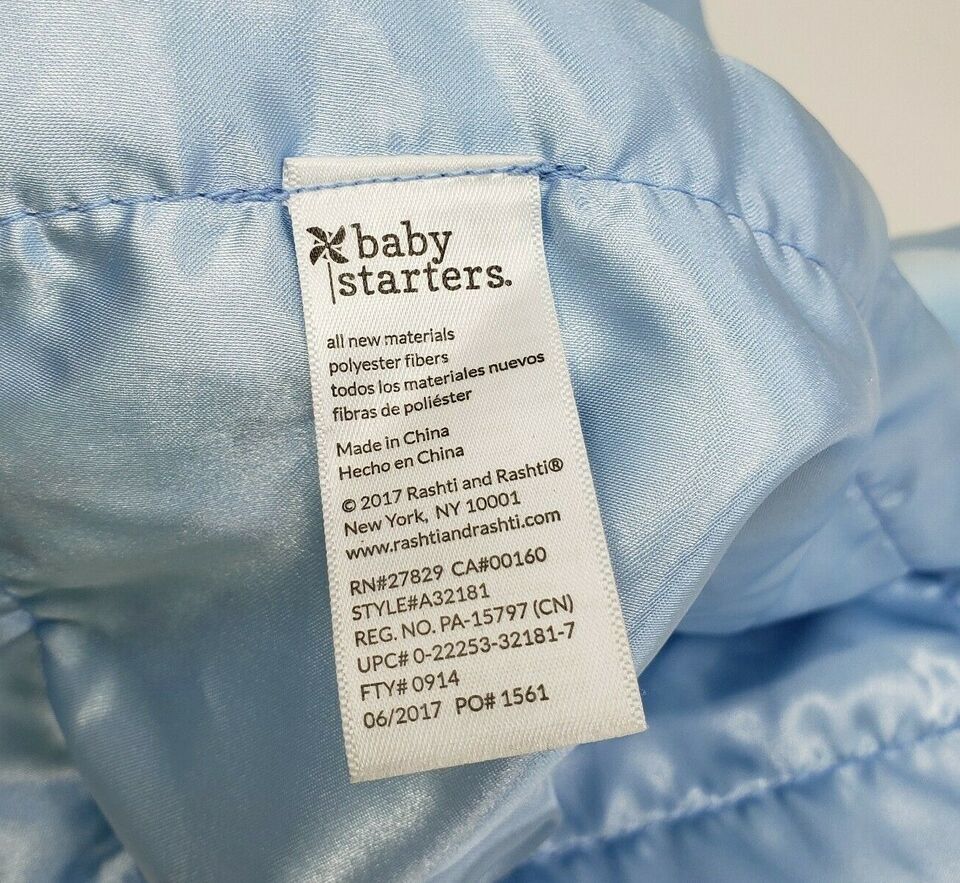 baby
starters.
all new materials
polyester fibers
todos los materiales nuevos
fibras de poliéster
Made in China
Hecho en China
© 2017 Rashti and Rashti®
New York, NY 10001
www.rashtiandrashti.com
RN#27829 CA#00160
STYLE#A32181
REG. NO. PA-15797 (CN)
UPC# 0-22253-32181-7
FTY# 0914
06/2017 PO# 1561